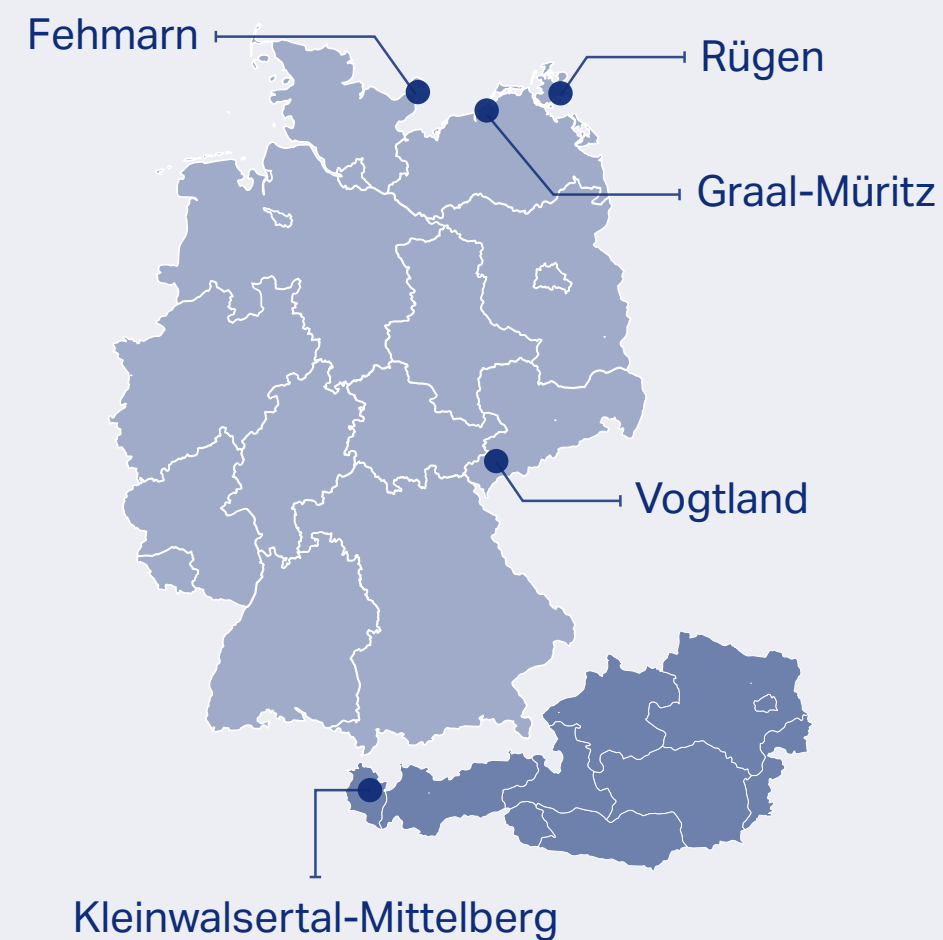 Fehmarn
Rügen
Graal-Müritz
Vogtland
Kleinwalsertal-Mittelberg